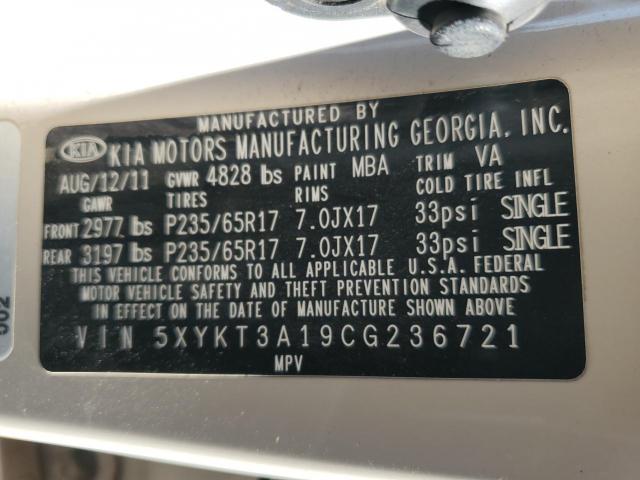 MANUFACTURED BY
KIA KIA MOTORS MANUFACTURING GEORGIA, INC.
AUG/12/11 GVWR 4828 lbs PAINT MBA TRIM VA
GAWR TIRES RIMS COLD TIRE INFL
FRONT 2977 lbs P235/65R17 7.0JX17 33psi SINGLE
REAR 3197 lbs P235/65R17 7.0JX17 33psi SINGLE
THIS VEHICLE CONFORMS TO ALL APPLICABLE U.S.A. FEDERAL
MOTOR VEHICLE SAFETY AND THEFT PREVENTION STANDARDS
IN EFFECT ON THE DATE OF MANUFACTURE SHOWN ABOVE
VIN 5XYKT3A19CG236721
MPV